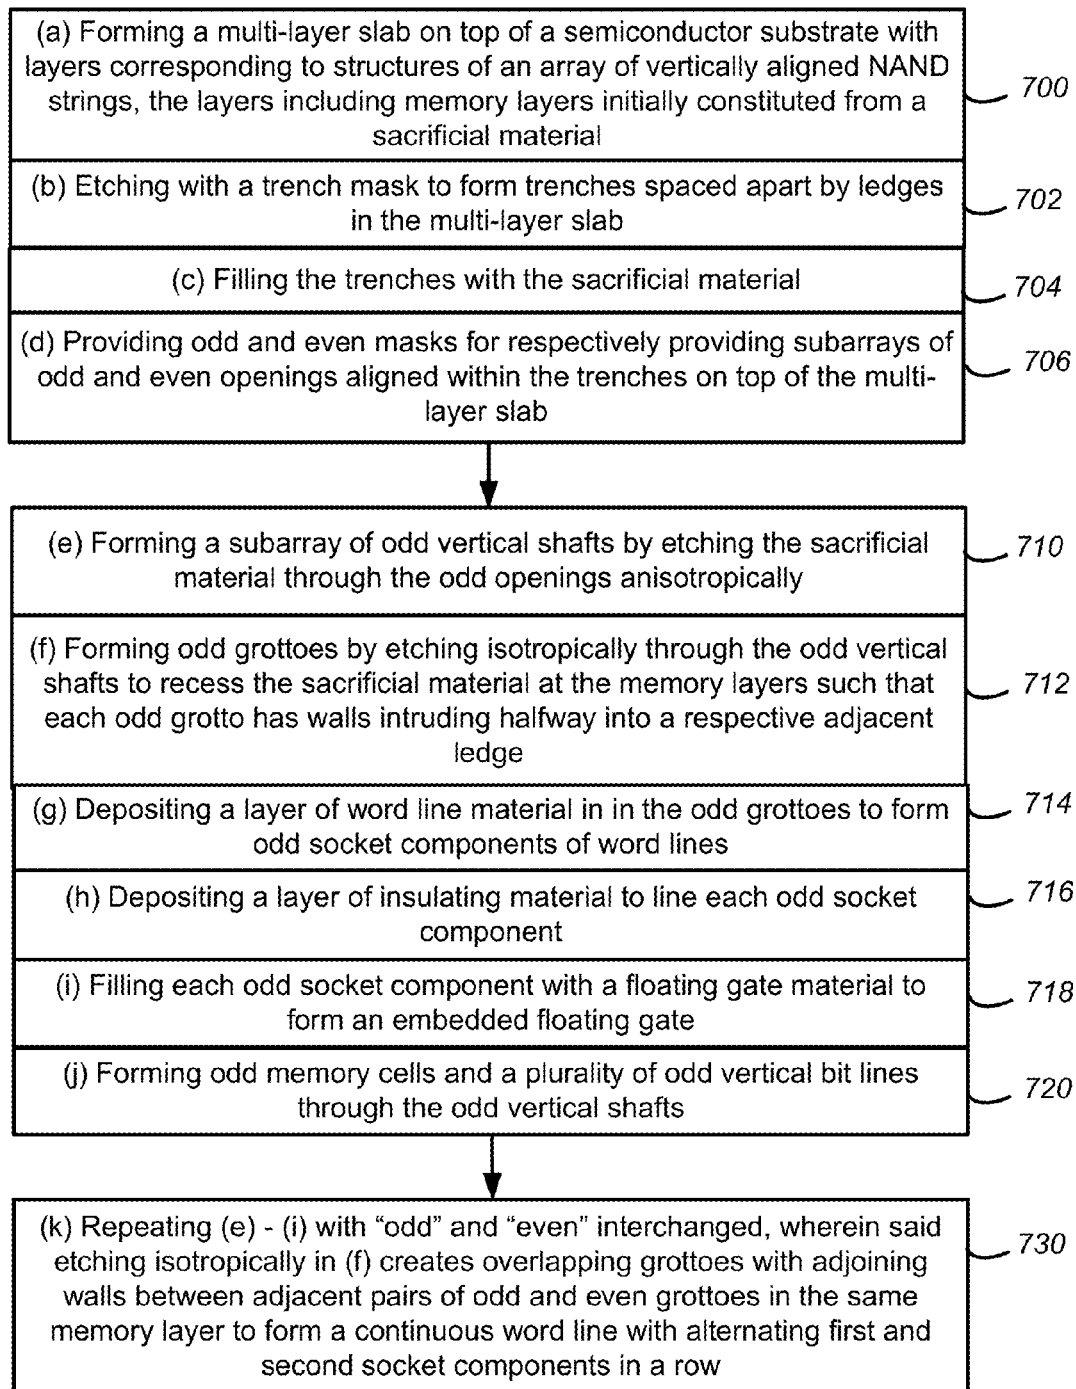 (a) Forming a multi-layer slab on top of a semiconductor substrate with
layers corresponding to structures of an array of vertically aligned NAND
strings, the layers including memory layers initially constituted from a
sacrificial material
700
(b) Etching with a trench mask to form trenches spaced apart by ledges
in the multi-layer slab
702
(c) Filling the trenches with the sacrificial material
704
(d) Providing odd and even masks for respectively providing subarrays of
odd and even openings aligned within the trenches on top of the multi-
layer slab
706
(e) Forming a subarray of odd vertical shafts by etching the sacrificial
material through the odd openings anisotropically
710
(f) Forming odd grottoes by etching isotropically through the odd vertical
shafts to recess the sacrificial material at the memory layers such that
each odd grotto has walls intruding halfway into a respective adjacent
ledge
712
(g) Depositing a layer of word line material in in the odd grottoes to form
odd socket components of word lines
714
(h) Depositing a layer of insulating material to line each odd socket
component
716
(i) Filling each odd socket component with a floating gate material to
form an embedded floating gate
718
(j) Forming odd memory cells and a plurality of odd vertical bit lines
through the odd vertical shafts
720
(k) Repeating (e) - (i) with “odd” and “even” interchanged, wherein said
etching isotropically in (f) creates overlapping grottoes with adjoining
walls between adjacent pairs of odd and even grottoes in the same
memory layer to form a continuous word line with alternating first and
second socket components in a row
730